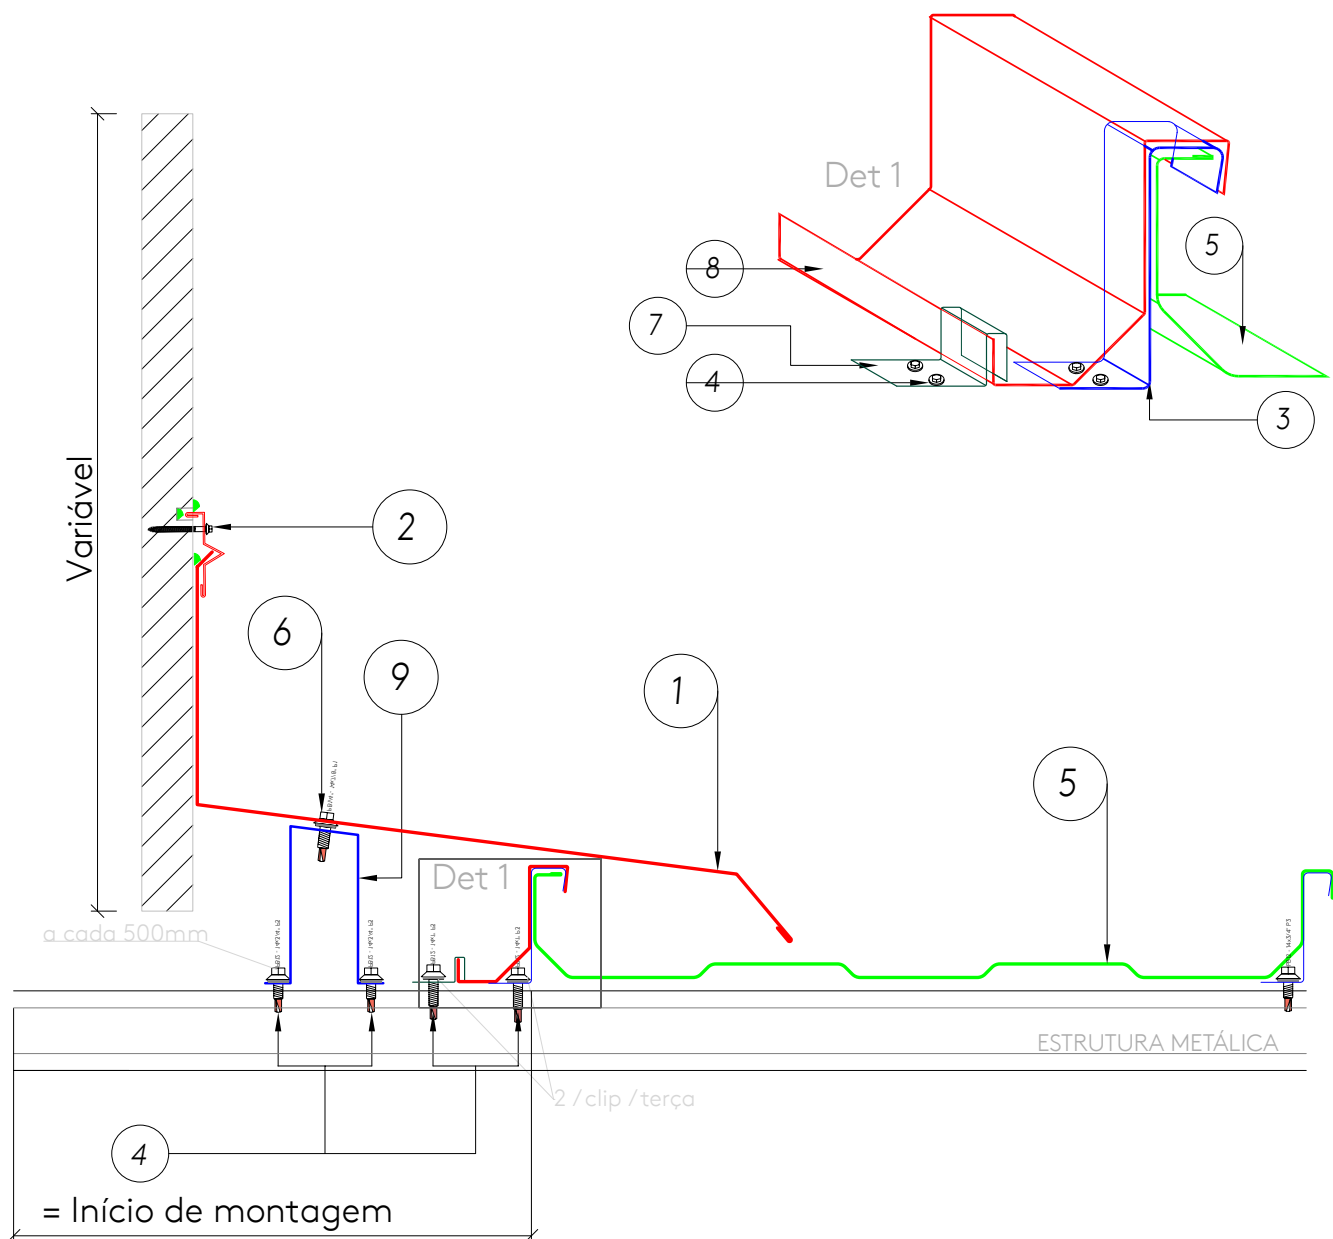 Det 1
5
8
7
4
3
Variável
2
6
9
1
5
Det 1
a cada 500mm
ESTRUTURA METÁLICA
2 / clip / terça
4
= Início de montagem